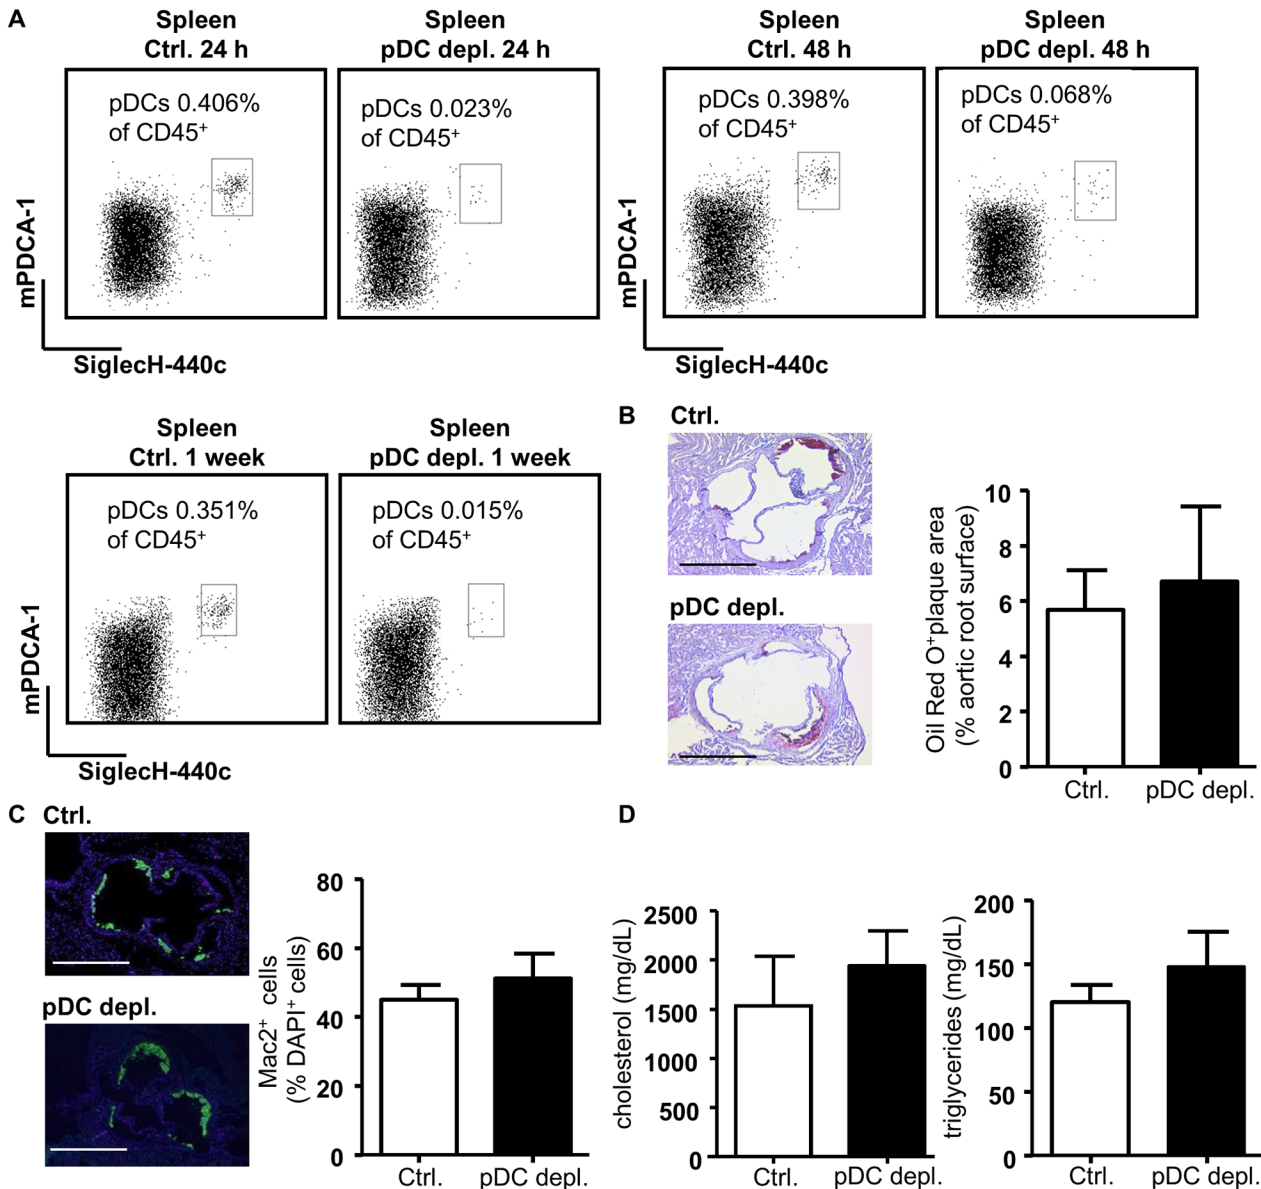 A
Spleen
Ctrl. 24 h
Spleen
pDC depl. 24 h
Spleen
Ctrl. 48 h
Spleen
pDC depl. 48 h
pDCs 0.406%
of CD45+
pDCs 0.023%
of CD45+
pDCs 0.398%
of CD45+
pDCs 0.068%
of CD45+
mPDCA-1
SiglecH-440c
mPDCA-1
SiglecH-440c
Spleen
Ctrl. 1 week
Spleen
pDC depl. 1 week
pDCs 0.351%
of CD45+
pDCs 0.015%
of CD45+
mPDCA-1
SiglecH-440c
B
Ctrl.
pDC depl.
Oil Red O+plaque area
(% aortic root surface)
10
8
6
4
2
0
Ctrl.
pDC depl.
C
Ctrl.
pDC depl.
Mac2+ cells
(% DAPI+ cells)
80
60
40
20
0
Ctrl.
pDC depl.
D
cholesterol (mg/dL)
2500
2000
1500
1000
500
0
Ctrl.
pDC depl.
triglycerides (mg/dL)
200
150
100
50
0
Ctrl.
pDC depl.